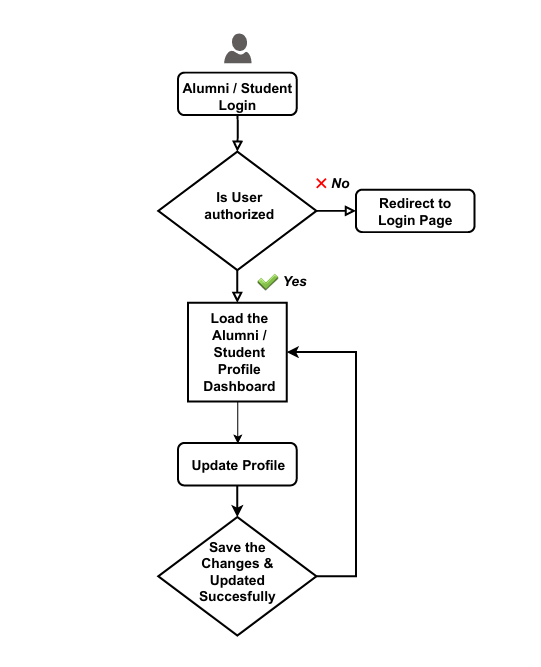 Alumni / Student
Login
Is User
authorized
No
Redirect to
Login Page
Yes
Load the
Alumni /
Student
Profile
Dashboard
Update Profile
Save the
Changes &
Updated
Succesfully